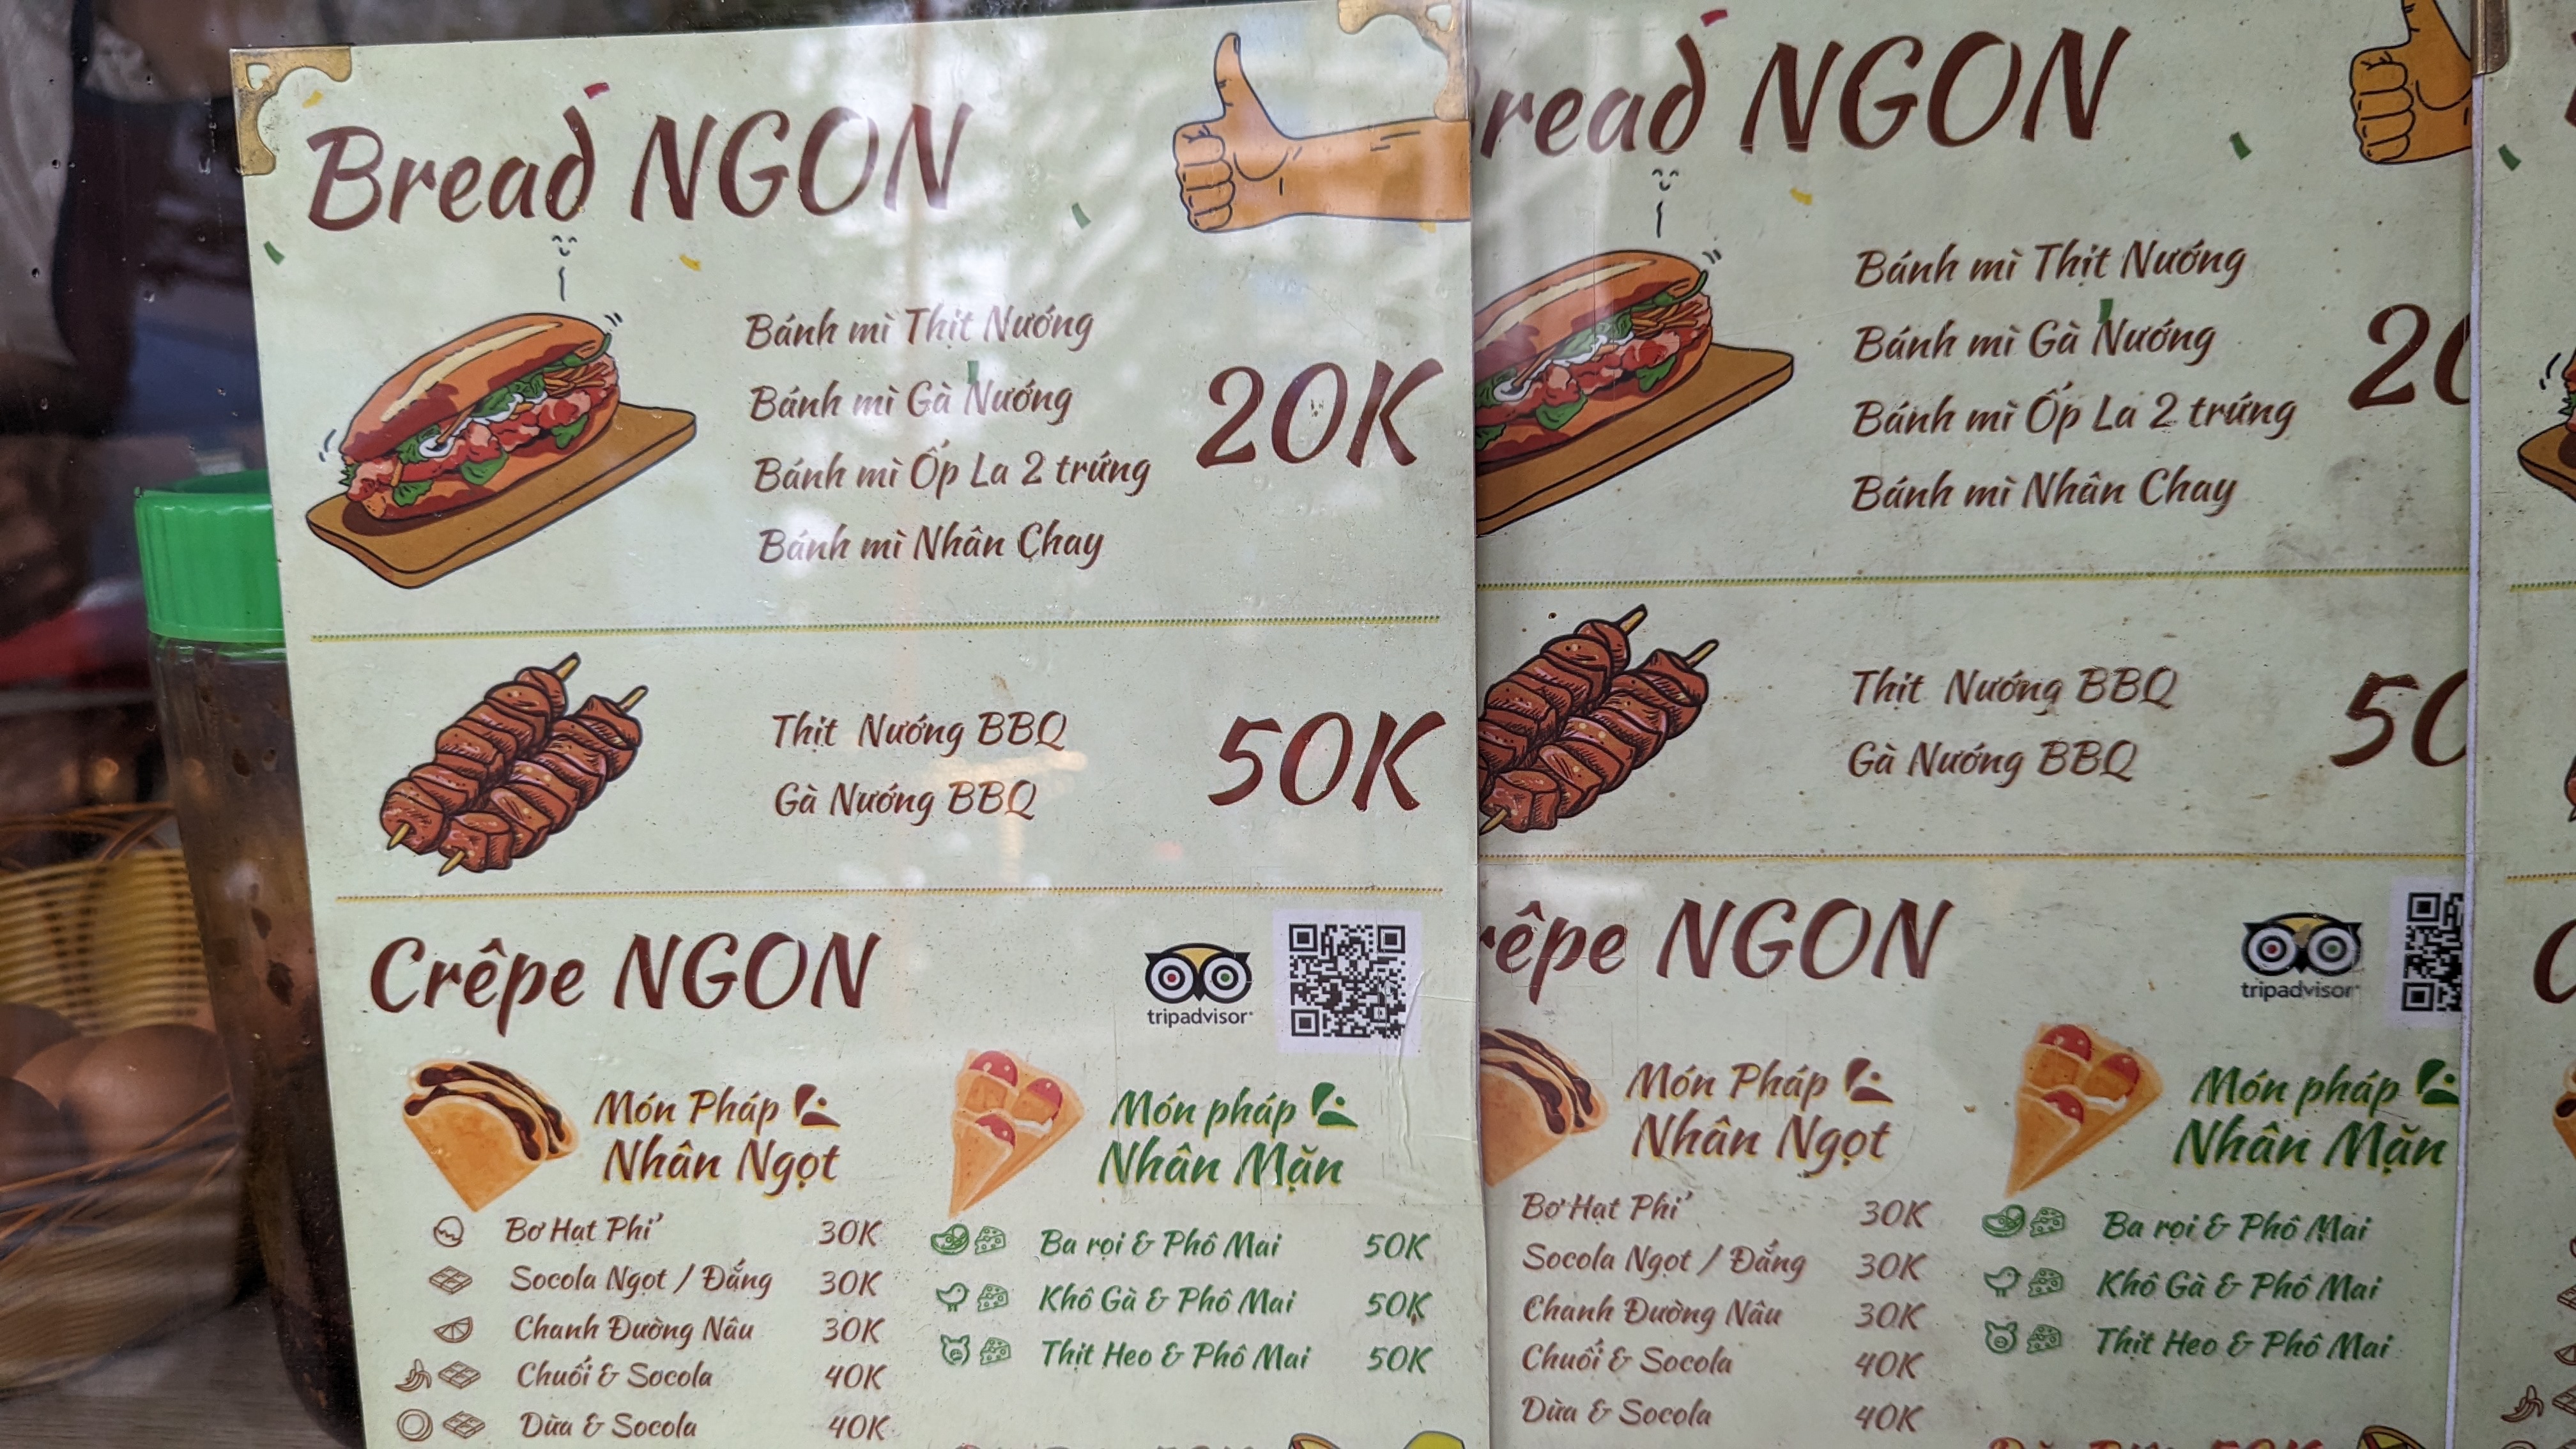 Bread NGON
Bánh mì Thịt Nướng
Bánh mì Gà Nướng
Bánh mì Ốp La 2 trứng
Bánh mì Nhân Chay
20K
Thịt Nướng BBQ
Gà Nướng BBQ
50K
Crêpe NGON
tripadvisor
Món Pháp
Nhân Ngọt
Bơ Hạt Phỉ 30K
Socola Ngọt / Đắng 30K
Chanh Đường Nâu 30K
Chuối & Socola 40K
Dừa & Socola 40K
Món pháp
Nhân Mặn
Ba rọi & Phô Mai 50K
Khô Gà & Phô Mai 50K
Thịt Heo & Phô Mai 50K
read NGON
Bánh mì Thịt Nướng
Bánh mì Gà Nướng
Bánh mì Ốp La 2 trứng
Bánh mì Nhân Chay
20
Thịt Nướng BBQ
Gà Nướng BBQ
50
rêpe NGON
tripadvisor
Món Pháp
Nhân Ngọt
Bơ Hạt Phỉ 30K
Socola Ngọt / Đắng 30K
Chanh Đường Nâu 30K
Chuối & Socola 40K
Dừa & Socola 40K
Món pháp
Nhân Mặn
Ba rọi & Phô Mai
Khô Gà & Phô Mai
Thịt Heo & Phô Mai